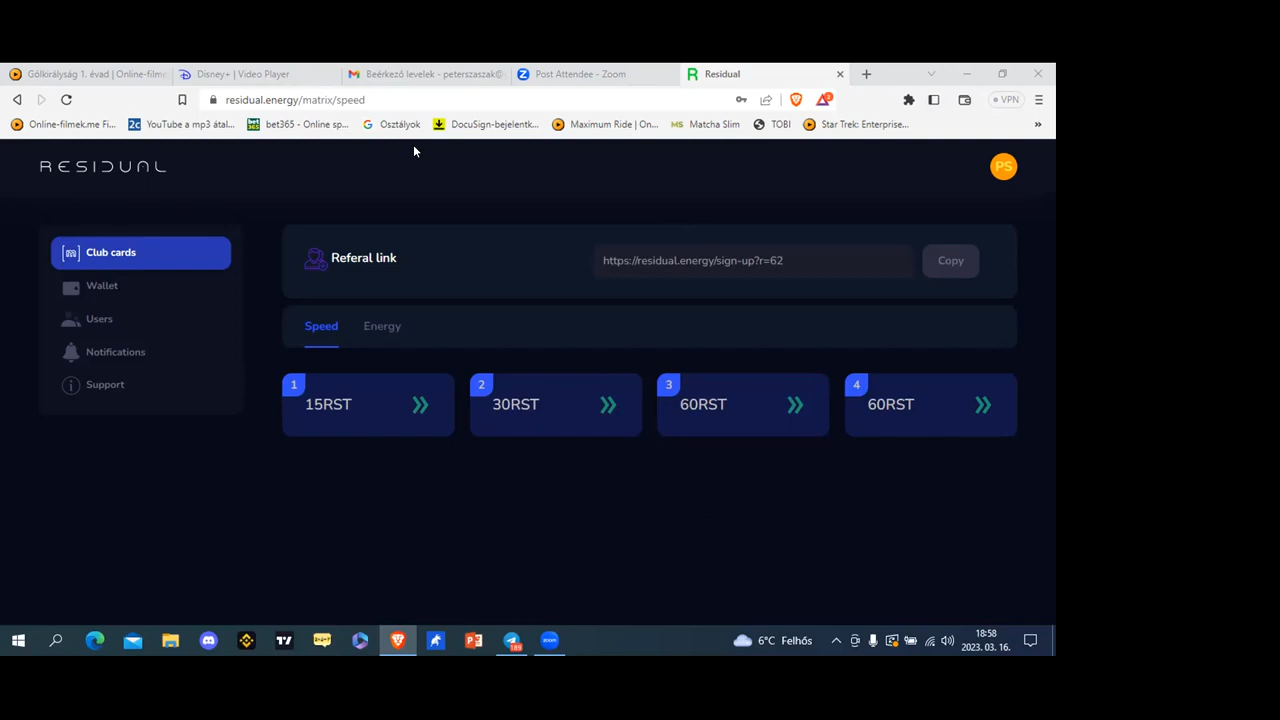 Gólkirályság 1. évad | Online-filme
Disney+ | Video Player
Beérkező levelek - peterszaszak@
Post Attendee - Zoom
Residual
residual.energy/matrix/speed
2
VPN
Online-filmek.me Fi...
YouTube a mp3 átal...
bet365 - Online sp...
Osztályok
DocuSign-bejelentk...
Maximum Ride | On...
MS Matcha Slim
TOBI
Star Trek: Enterprise...
RESIDUAL
PS
Club cards
Wallet
Users
Notifications
Support
Referal link
https://residual.energy/sign-up?r=62
Copy
Speed
Energy
1
15RST
2
30RST
3
60RST
4
60RST
189
zoom
6°C Felhős
18:58
2023. 03. 16.